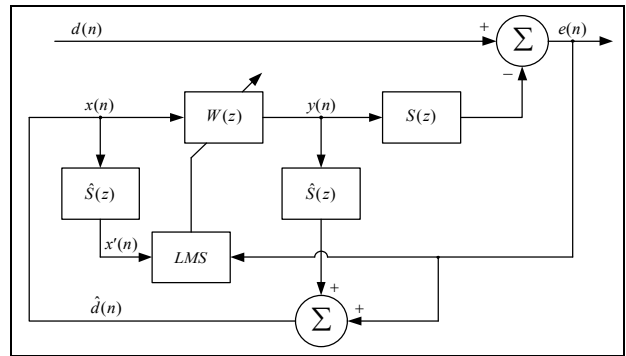 d(n)
+
Σ
e(n)
−
x(n)
W(z)
y(n)
S(z)
Ŝ(z)
Ŝ(z)
x′(n)
LMS
d̂(n)
+
Σ
+